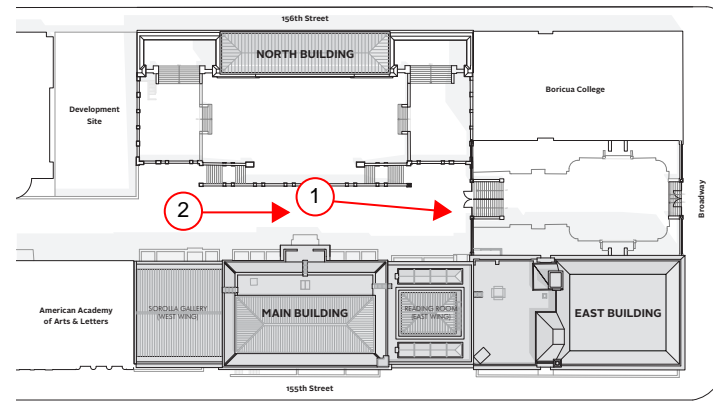 156th Street
NORTH BUILDING
Development
Site
Boricua College
Broadway
1
2
American Academy
of Arts & Letters
SOROLLA GALLERY
(WEST WING)
MAIN BUILDING
READING ROOM
(EAST WING)
EAST BUILDING
155th Street